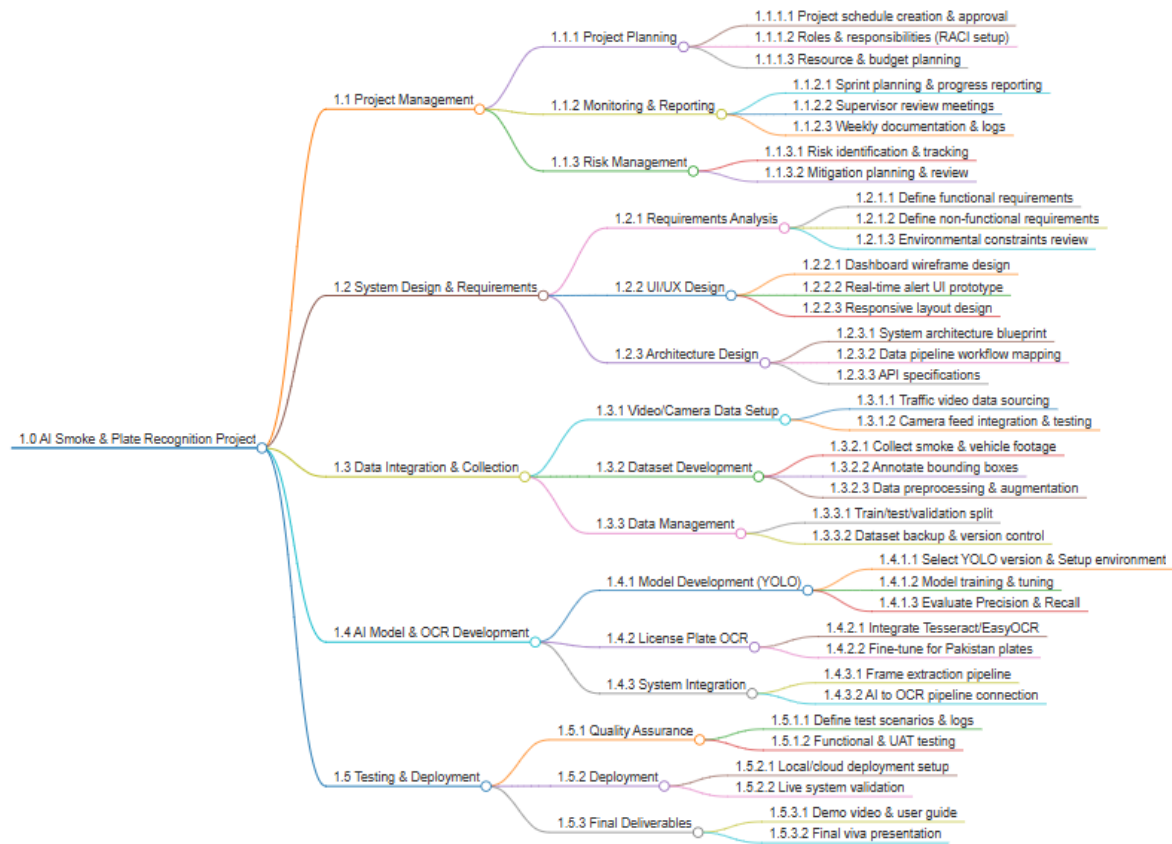 1.0 AI Smoke & Plate Recognition Project
1.1 Project Management
1.1.1 Project Planning
1.1.1.1 Project schedule creation & approval
1.1.1.2 Roles & responsibilities (RACI setup)
1.1.1.3 Resource & budget planning
1.1.2 Monitoring & Reporting
1.1.2.1 Sprint planning & progress reporting
1.1.2.2 Supervisor review meetings
1.1.2.3 Weekly documentation & logs
1.1.3 Risk Management
1.1.3.1 Risk identification & tracking
1.1.3.2 Mitigation planning & review
1.2 System Design & Requirements
1.2.1 Requirements Analysis
1.2.1.1 Define functional requirements
1.2.1.2 Define non-functional requirements
1.2.1.3 Environmental constraints review
1.2.2 UI/UX Design
1.2.2.1 Dashboard wireframe design
1.2.2.2 Real-time alert UI prototype
1.2.2.3 Responsive layout design
1.2.3 Architecture Design
1.2.3.1 System architecture blueprint
1.2.3.2 Data pipeline workflow mapping
1.2.3.3 API specifications
1.3 Data Integration & Collection
1.3.1 Video/Camera Data Setup
1.3.1.1 Traffic video data sourcing
1.3.1.2 Camera feed integration & testing
1.3.2 Dataset Development
1.3.2.1 Collect smoke & vehicle footage
1.3.2.2 Annotate bounding boxes
1.3.2.3 Data preprocessing & augmentation
1.3.3 Data Management
1.3.3.1 Train/test/validation split
1.3.3.2 Dataset backup & version control
1.4 AI Model & OCR Development
1.4.1 Model Development (YOLO)
1.4.1.1 Select YOLO version & Setup environment
1.4.1.2 Model training & tuning
1.4.1.3 Evaluate Precision & Recall
1.4.2 License Plate OCR
1.4.2.1 Integrate Tesseract/EasyOCR
1.4.2.2 Fine-tune for Pakistan plates
1.4.3 System Integration
1.4.3.1 Frame extraction pipeline
1.4.3.2 AI to OCR pipeline connection
1.5 Testing & Deployment
1.5.1 Quality Assurance
1.5.1.1 Define test scenarios & logs
1.5.1.2 Functional & UAT testing
1.5.2 Deployment
1.5.2.1 Local/cloud deployment setup
1.5.2.2 Live system validation
1.5.3 Final Deliverables
1.5.3.1 Demo video & user guide
1.5.3.2 Final viva presentation